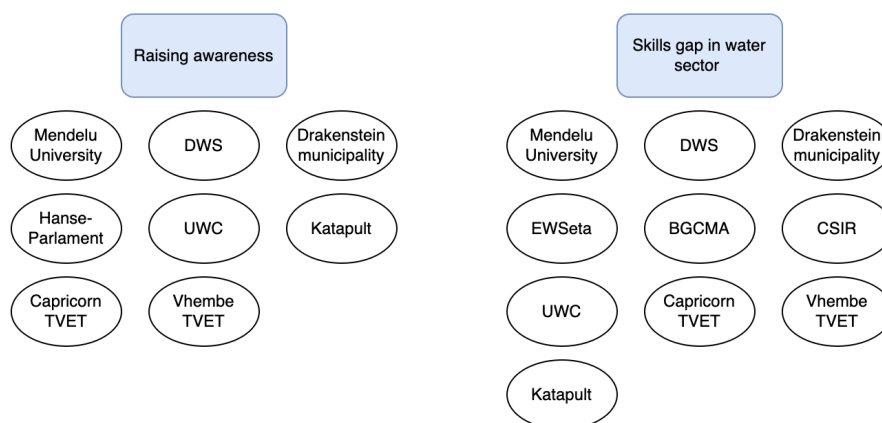 Raising awareness
Mendelu
University
DWS
Drakenstein
municipality
Hanse-
Parlament
UWC
Katapult
Capricorn
TVET
Vhembe
TVET
Skills gap in water
sector
Mendelu
University
DWS
Drakenstein
municipality
EWSeta
BGCMA
CSIR
UWC
Capricorn
TVET
Vhembe
TVET
Katapult